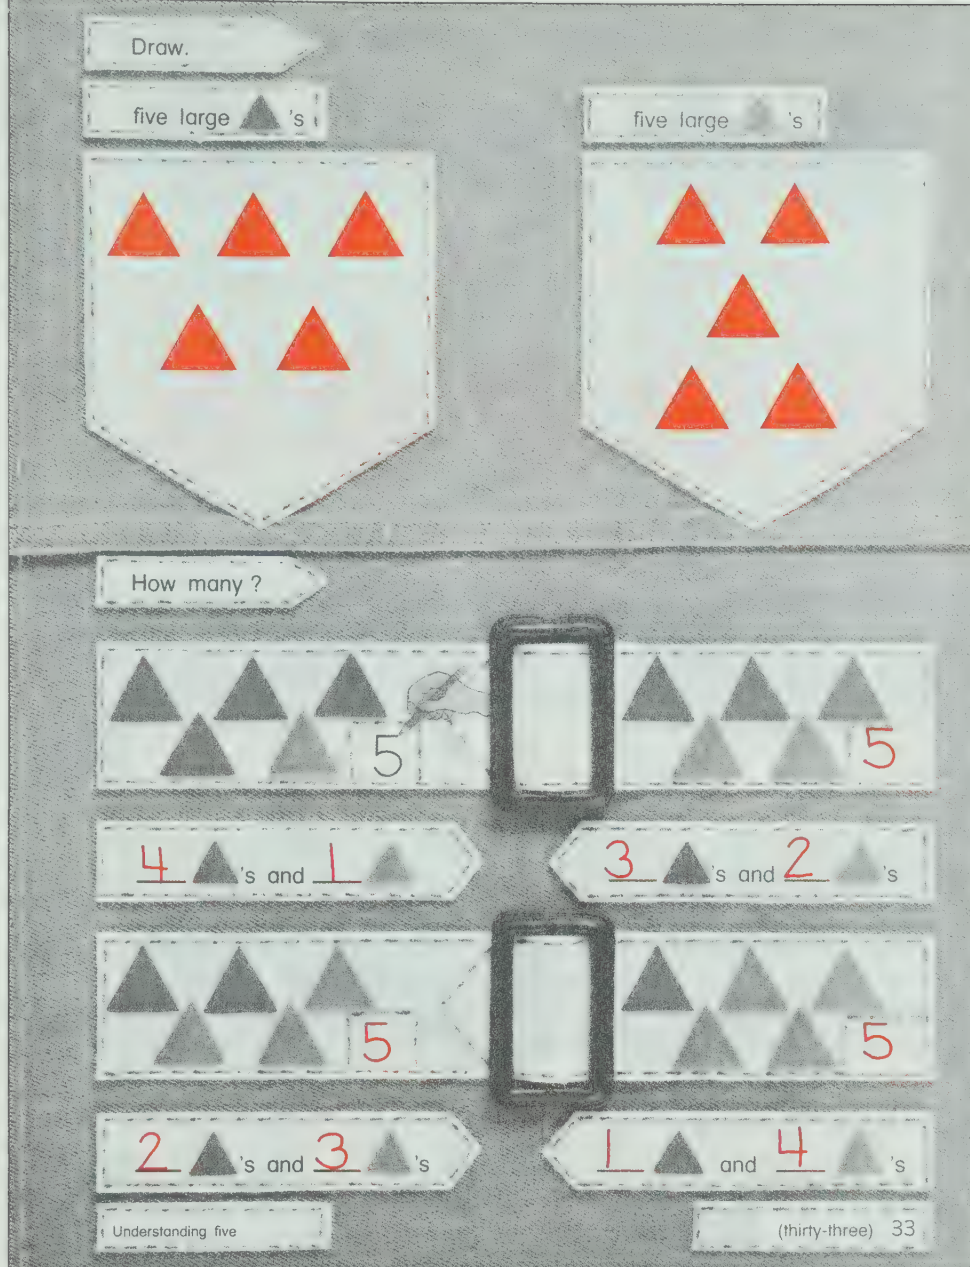 Draw.
five large 's
five large 's
How many ?
5
5
4 's and 1
3 's and 2 's
5
5
2 's and 3 's
1 and 4 's
Understanding five
(thirty-three) 33